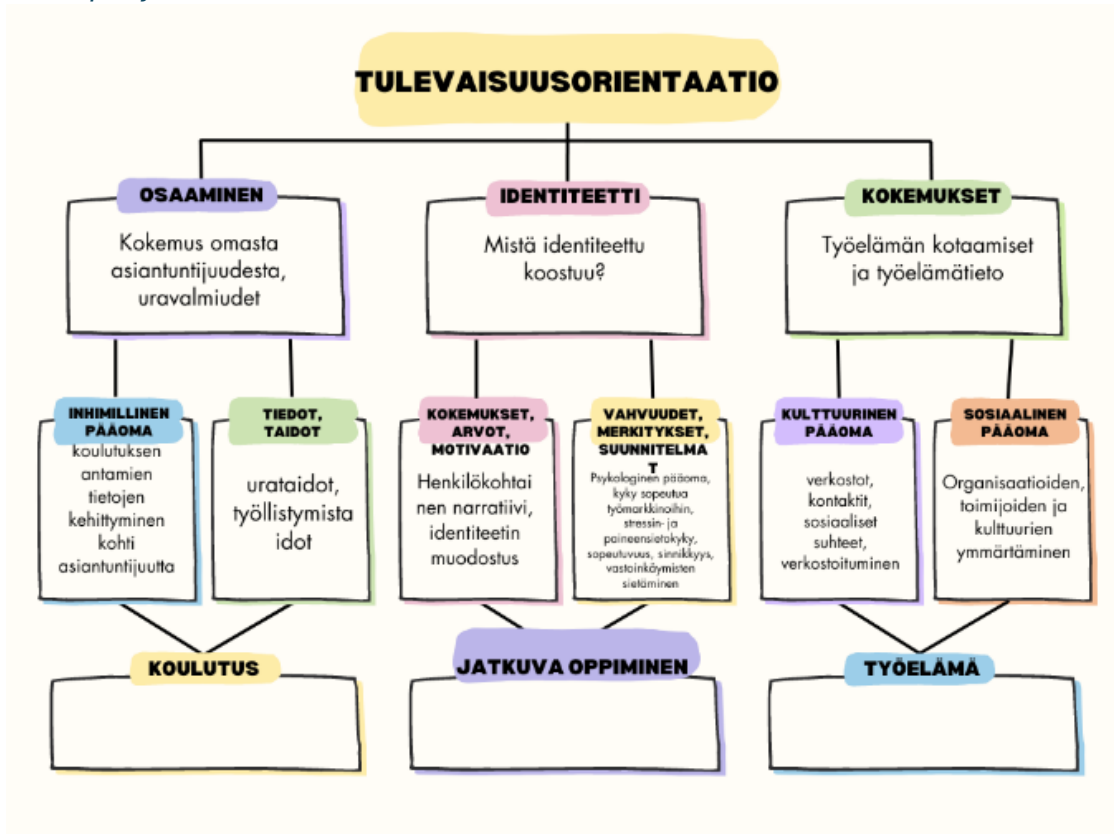 TULEVAISUUSORIENTAATIO
OSAAMINEN
Kokemus omasta
asiantuntijuudesta,
uravalmiudet
IDENTITEETTI
Mistä identiteettu
koostuu?
KOKEMUKSET
Työelämän kotaamiset
ja työelämätieto
INHIMILLINEN
PÄÄOMA
koulutuksen
antamien
tietojen
kehittyminen
kohti
asiantuntijuutta
TIEDOT,
TAIDOT
urataidot,
työllistymista
idot
KOKEMUKSET,
ARVOT,
MOTIVAATIO
Henkilökohtai
nen narratiivi,
identiteetin
muodostus
VAHVUUDET,
MERKITYKSET,
SUUNNITELMA
T
Psykologinen pääoma,
kyky sopeutua
työmarkkinoihin,
stressin- ja
paineensietokyky,
sopeutuvuus, sinnikkyys,
vastoinkäymisten
sietäminen
KULTTUURINEN
PÄÄOMA
verkostot,
kontaktit,
sosiaaliset
suhteet,
verkostoituminen
SOSIAALINEN
PÄÄOMA
Organisaatioiden,
toimijoiden ja
kulttuurien
ymmärtäminen
KOULUTUS
JATKUVA OPPIMINEN
TYÖELÄMÄ